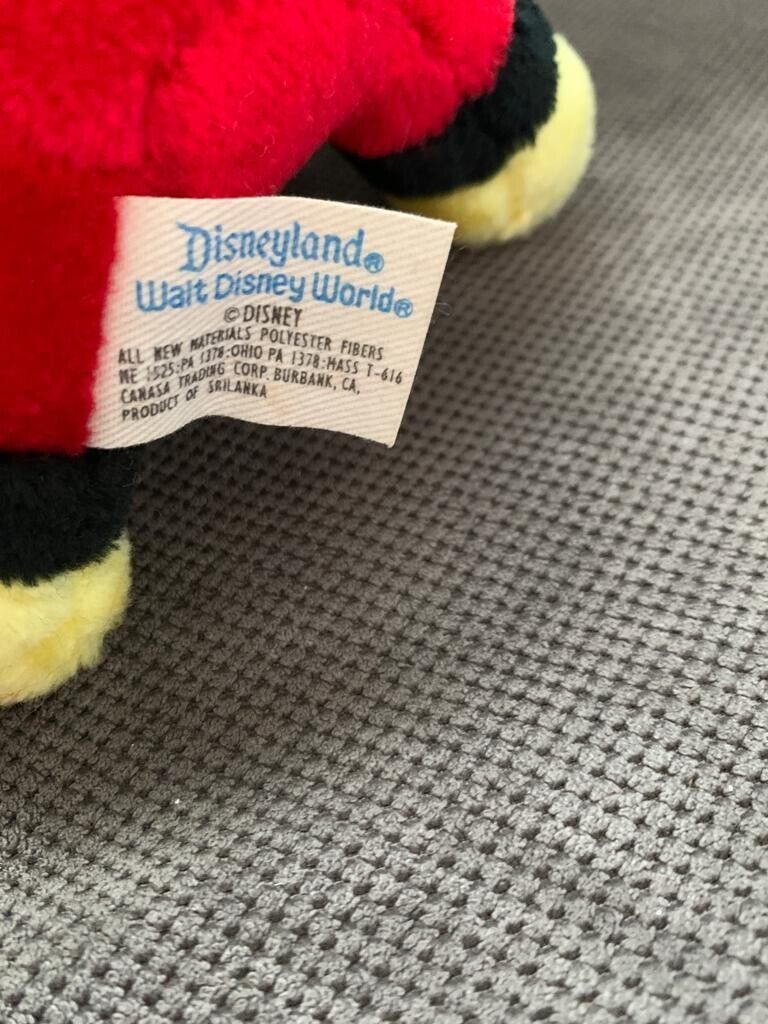 Disneyland®
Walt Disney World®
© DISNEY
ALL NEW MATERIALS POLYESTER FIBERS
ME 1525:PA 1378:OHIO PA 1378:MASS T-616
CANASA TRADING CORP. BURBANK, CA,
PRODUCT OF SRILANKA